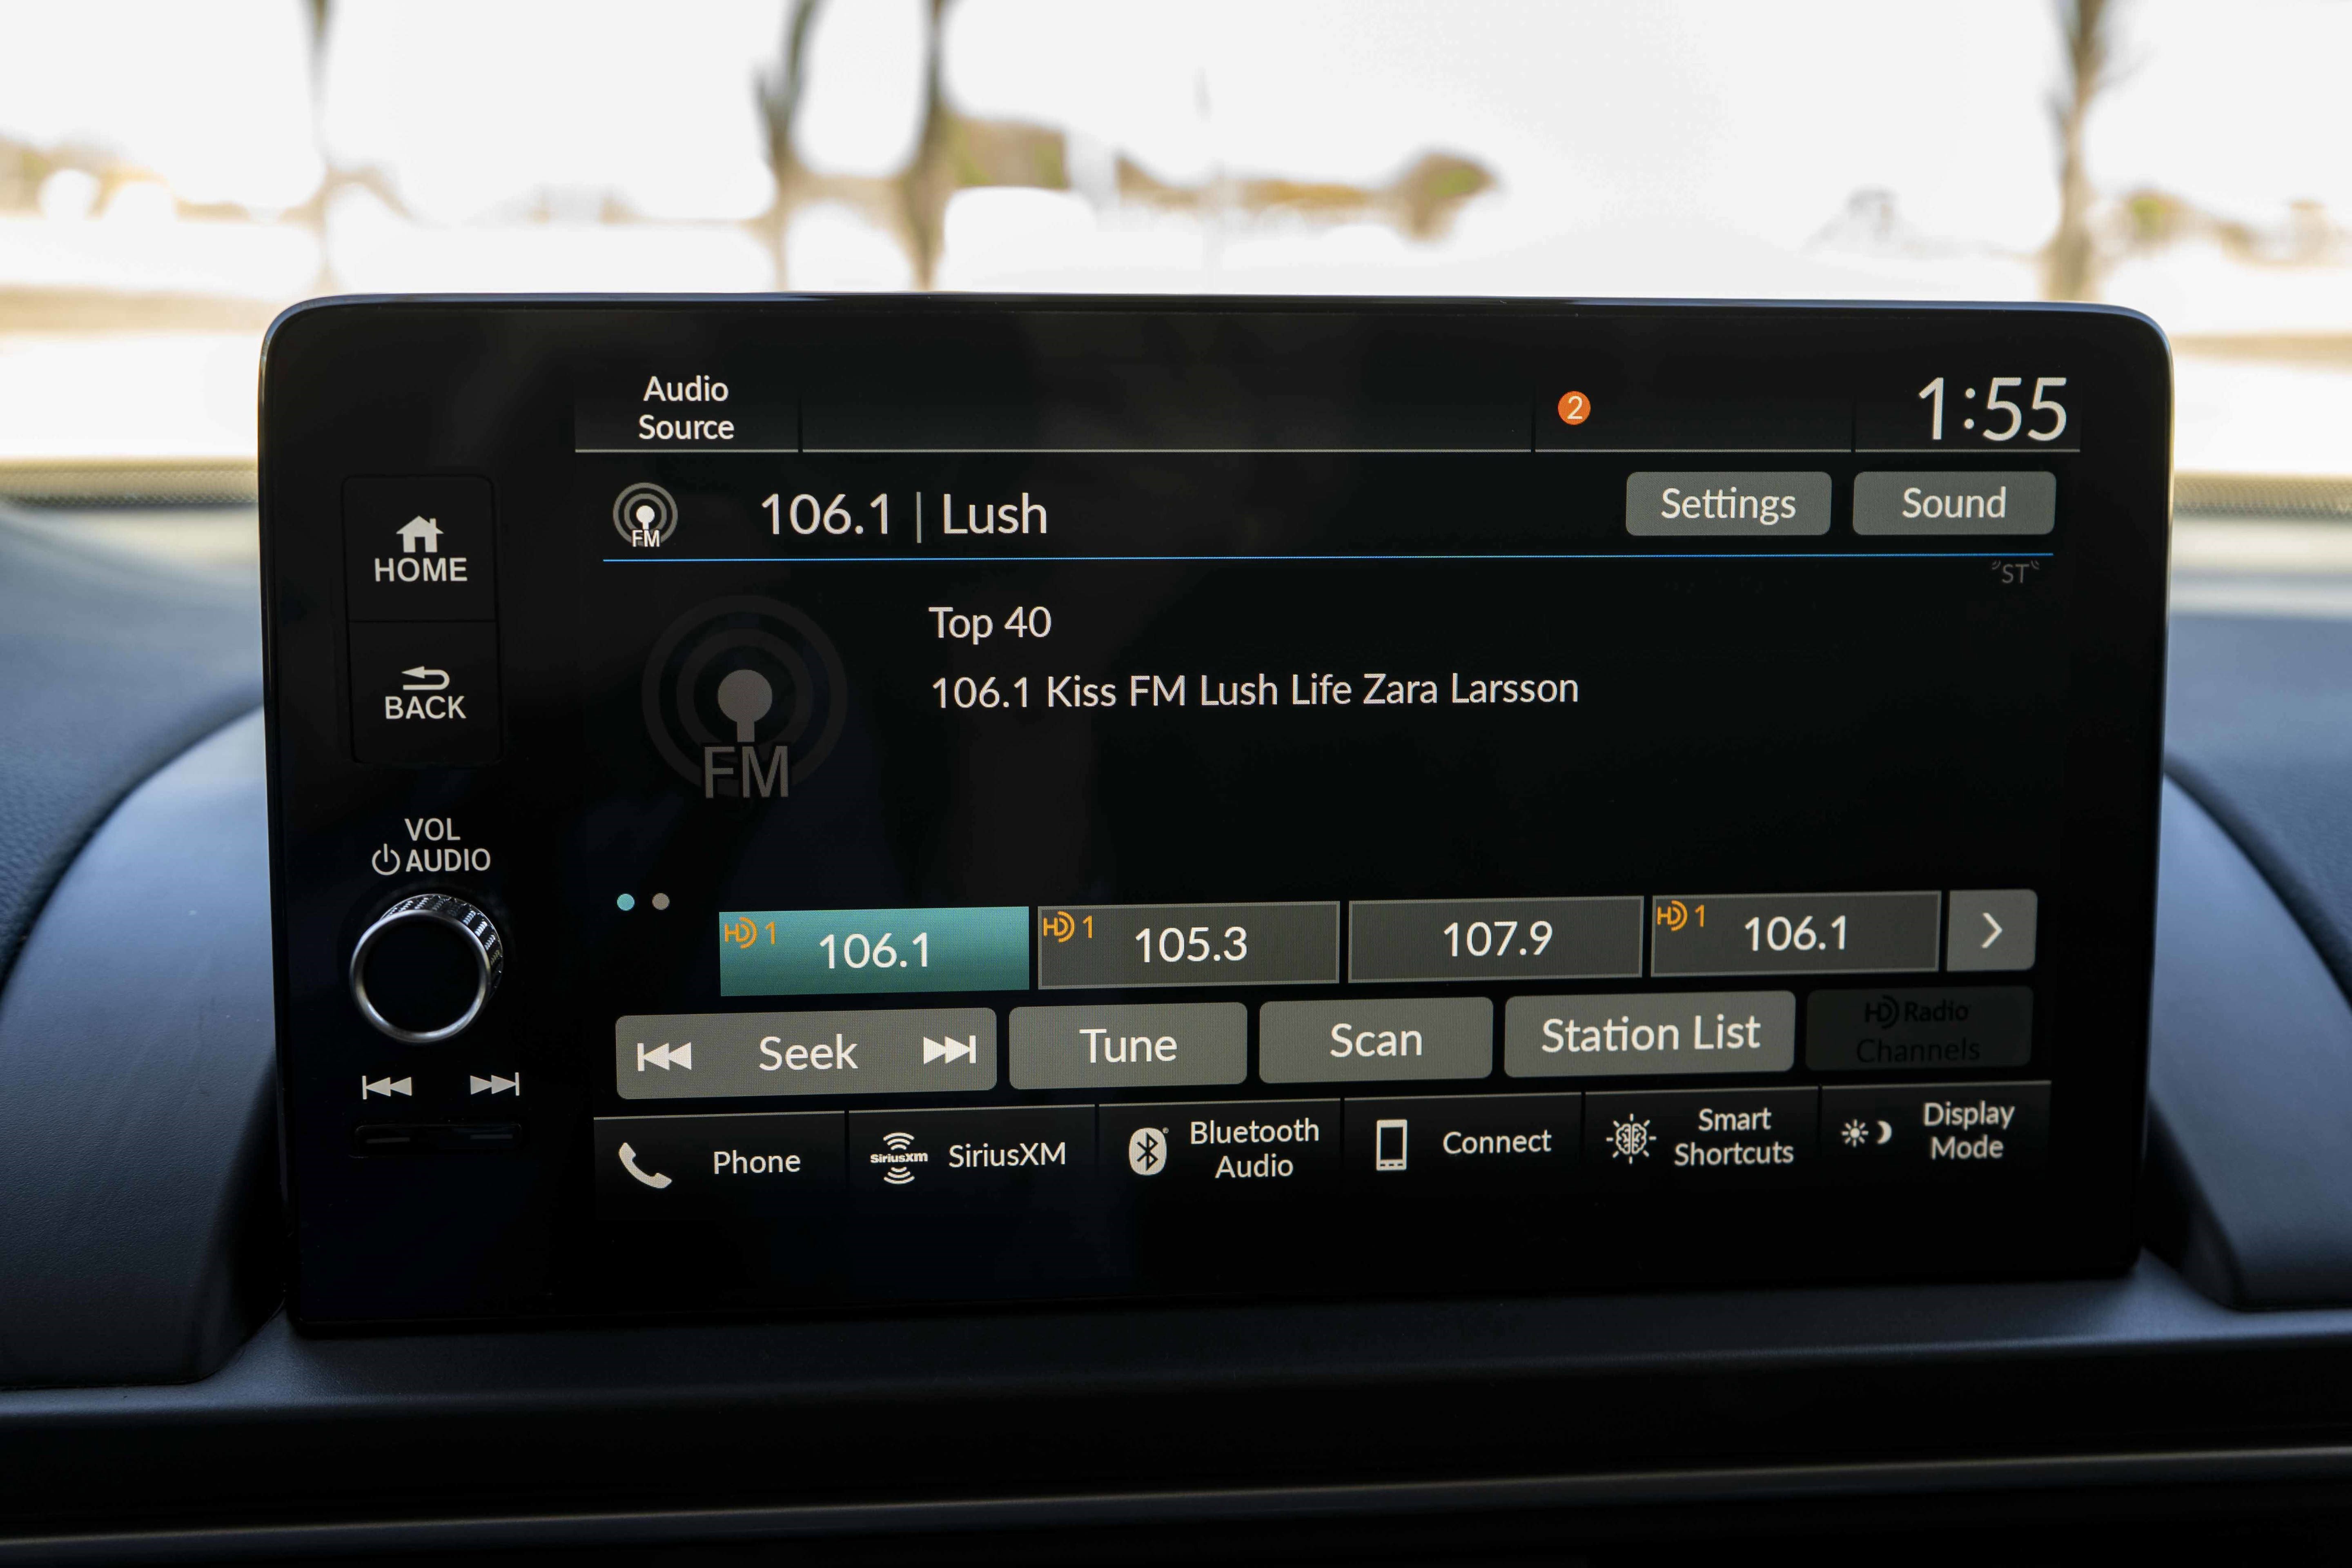 Audio
Source
2
1:55
FM
106.1 | Lush
Settings
Sound
ST
HOME
BACK
FM
Top 40
106.1 Kiss FM Lush Life Zara Larsson
VOL
AUDIO
HD 1 106.1
HD 1 105.3
107.9
HD 1 106.1
Seek
Tune
Scan
Station List
HD Radio
Channels
Phone
SiriusXM
SiriusXM
Bluetooth
Audio
Connect
Smart
Shortcuts
Display
Mode